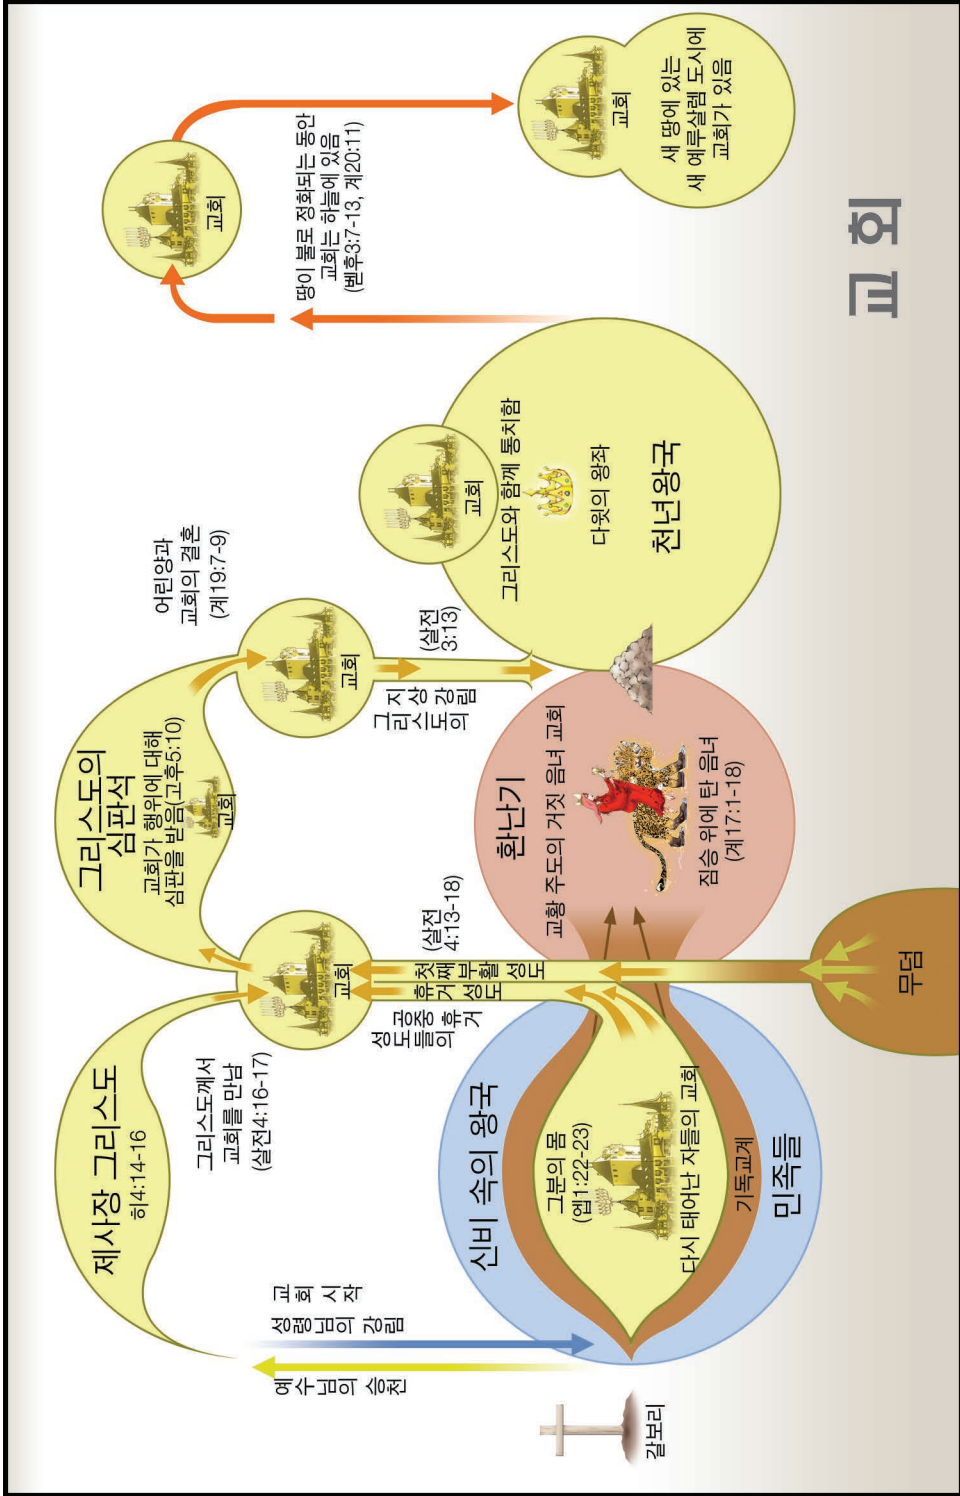 교회
갈보리
예수님의 승천
성령님의 강림
교회 시작
제사장 그리스도
히4:14-16
그리스도께서
교회를 만남
(살전4:16-17)
신비 속의 왕국
그분의 몸
(엡1:22-23)
다시 태어난 자들의 교회
기독교계
민족들
성도들의
공중 휴거
휴거 성도
첫째 부활 성도
(살전
4:13-18)
교회
무덤
그리스도의
심판석
교회가 행위에 대해
심판을 받음(고후5:10)
교회
환난기
교황 주도의 거짓 음녀 교회
짐승 위에 탄 음녀
(계17:1-18)
어린양과
교회의 결혼
(계19:7-9)
교회
그리스도의
지상 강림
(살전
3:13)
교회
그리스도와 함께 통치함
다윗의 왕좌
천년왕국
땅이 불로 정화되는 동안
교회는 하늘에 있음
(벧후3:7-13, 계20:11)
교회
교회
새 땅에 있는
새 예루살렘 도시에
교회가 있음